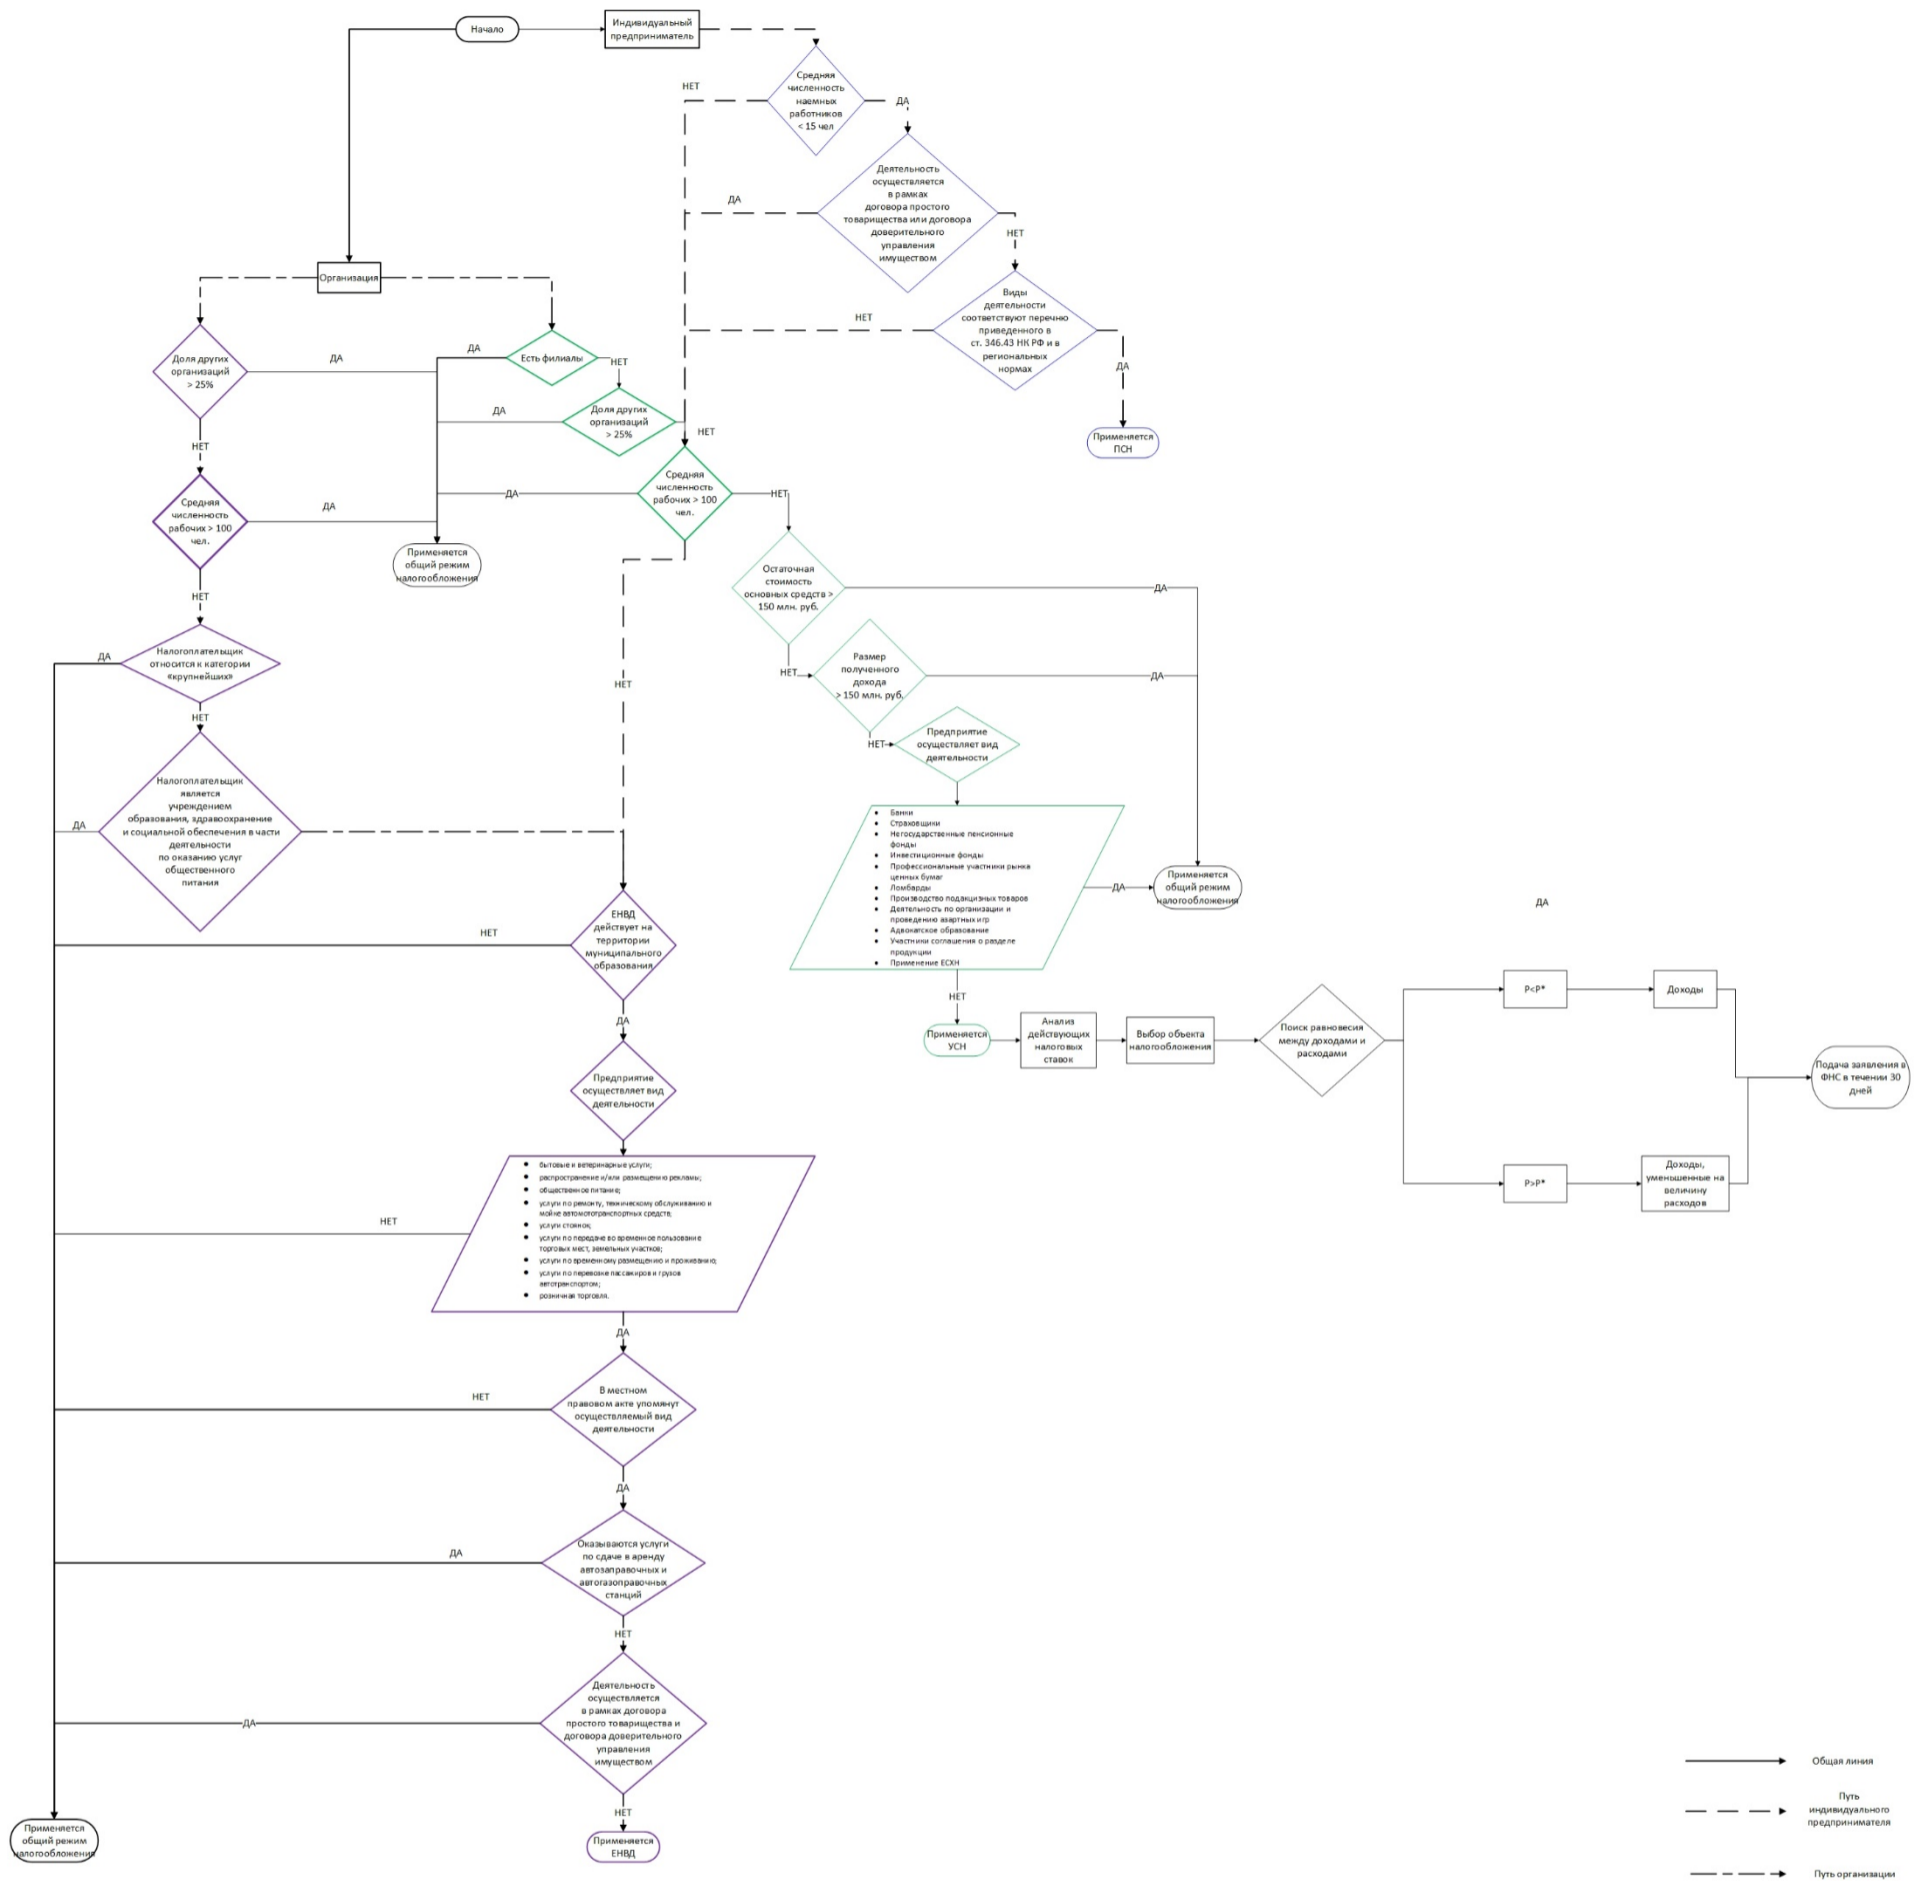 Начало
Индивидуальный
предприниматель
Средняя
численность
наемных
работников
< 15 чел
НЕТ
ДА
Деятельность
осуществляется
в рамках
договора простого
товарищества или договора
доверительного
управления
имуществом
ДА
НЕТ
Виды
деятельности
соответствуют перечню
приведенного в
ст. 346.43 НК РФ и в
региональных
нормах
НЕТ
ДА
Применяется
ПСН
Организация
Доля других
организаций
> 25%
ДА
НЕТ
Есть филиалы
ДА
НЕТ
Доля других
организаций
> 25%
ДА
НЕТ
Средняя
численность
рабочих > 100
чел.
ДА
НЕТ
Средняя
численность
рабочих > 100
чел.
ДА
НЕТ
НЕТ
Применяется
общий режим
налогообложения
Остаточная
стоимость
основных средств >
150 млн. руб.
ДА
НЕТ
Размер
полученного
дохода
> 150 млн. руб.
ДА
НЕТ
Предприятие
осуществляет вид
деятельности
• Банки
• Страховщики
• Негосударственные пенсионные
фонды
• Инвестиционные фонды
• Профессиональные участники рынка
ценных бумаг
• Ломбарды
• Производство подакцизных товаров
• Деятельность по организации и
проведению азартных игр
• Адвокатское образование
• Участники соглашения о разделе
продукции
• Применение ЕСХН
ДА
Применяется
общий режим
налогообложения
НЕТ
Применяется
УСН
Анализ
действующих
налоговых
ставок
Выбор объекта
налогообложения
Поиск равновесия
между доходами и
расходами
ДА
P<P*
Доходы
P>P*
Доходы,
уменьшенные на
величину
расходов
Подача заявления в
ФНС в течении 30
дней
Налогоплательщик
относится к категории
«крупнейших»
ДА
НЕТ
Налогоплательщик
является
учреждением
образования, здравоохранение
и социальной обеспечения в части
деятельности
по оказанию услуг
общественного
питания
ДА
ЕНВД
действует на
территории
муниципального
образования
НЕТ
ДА
Предприятие
осуществляет вид
деятельности
• бытовые и ветеринарные услуги;
• распространение и/или размещению рекламы;
• общественное питание;
• услуги по ремонту, техническому обслуживанию и
мойке автомототранспортных средств;
• услуги стоянок;
• услуги по передаче во временное пользование
торговых мест, земельных участков;
• услуги по временному размещению и проживанию;
• услуги по перевозке пассажиров и грузов
автотранспортом;
• розничная торговля.
НЕТ
ДА
В местном
правовом акте упомянут
осуществляемый вид
деятельности
НЕТ
ДА
Оказываются услуги
по сдаче в аренду
автозаправочных и
автогазоправочных
станций
ДА
НЕТ
Деятельность
осуществляется
в рамках договора
простого товарищества и
договора доверительного
управления
имуществом
ДА
НЕТ
Применяется
ЕНВД
Применяется
общий режим
налогообложения
Общая линия
Путь
индивидуального
предпринимателя
Путь организации